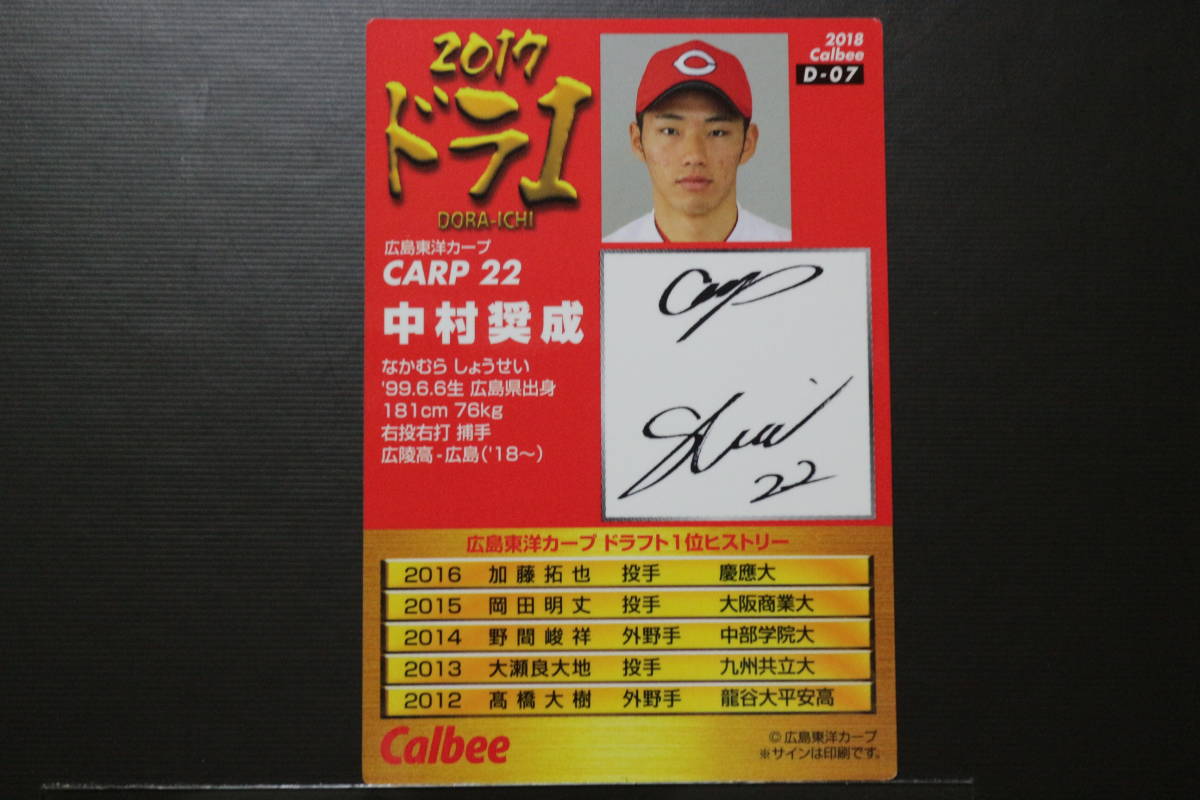 2017
ドラ1
DORA-ICHI
2018
Calbee
D-07
広島東洋カープ
CARP 22
中村奨成
なかむら しょうせい
'99.6.6生 広島県出身
181cm 76kg
右投右打 捕手
広陵高-広島('18〜)
Carp
22
広島東洋カープ ドラフト1位ヒストリー
2016 加藤拓也 投手 慶應大
2015 岡田明丈 投手 大阪商業大
2014 野間峻祥 外野手 中部学院大
2013 大瀬良大地 投手 九州共立大
2012 髙橋大樹 外野手 龍谷大平安高
Calbee
© 広島東洋カープ
※サインは印刷です。